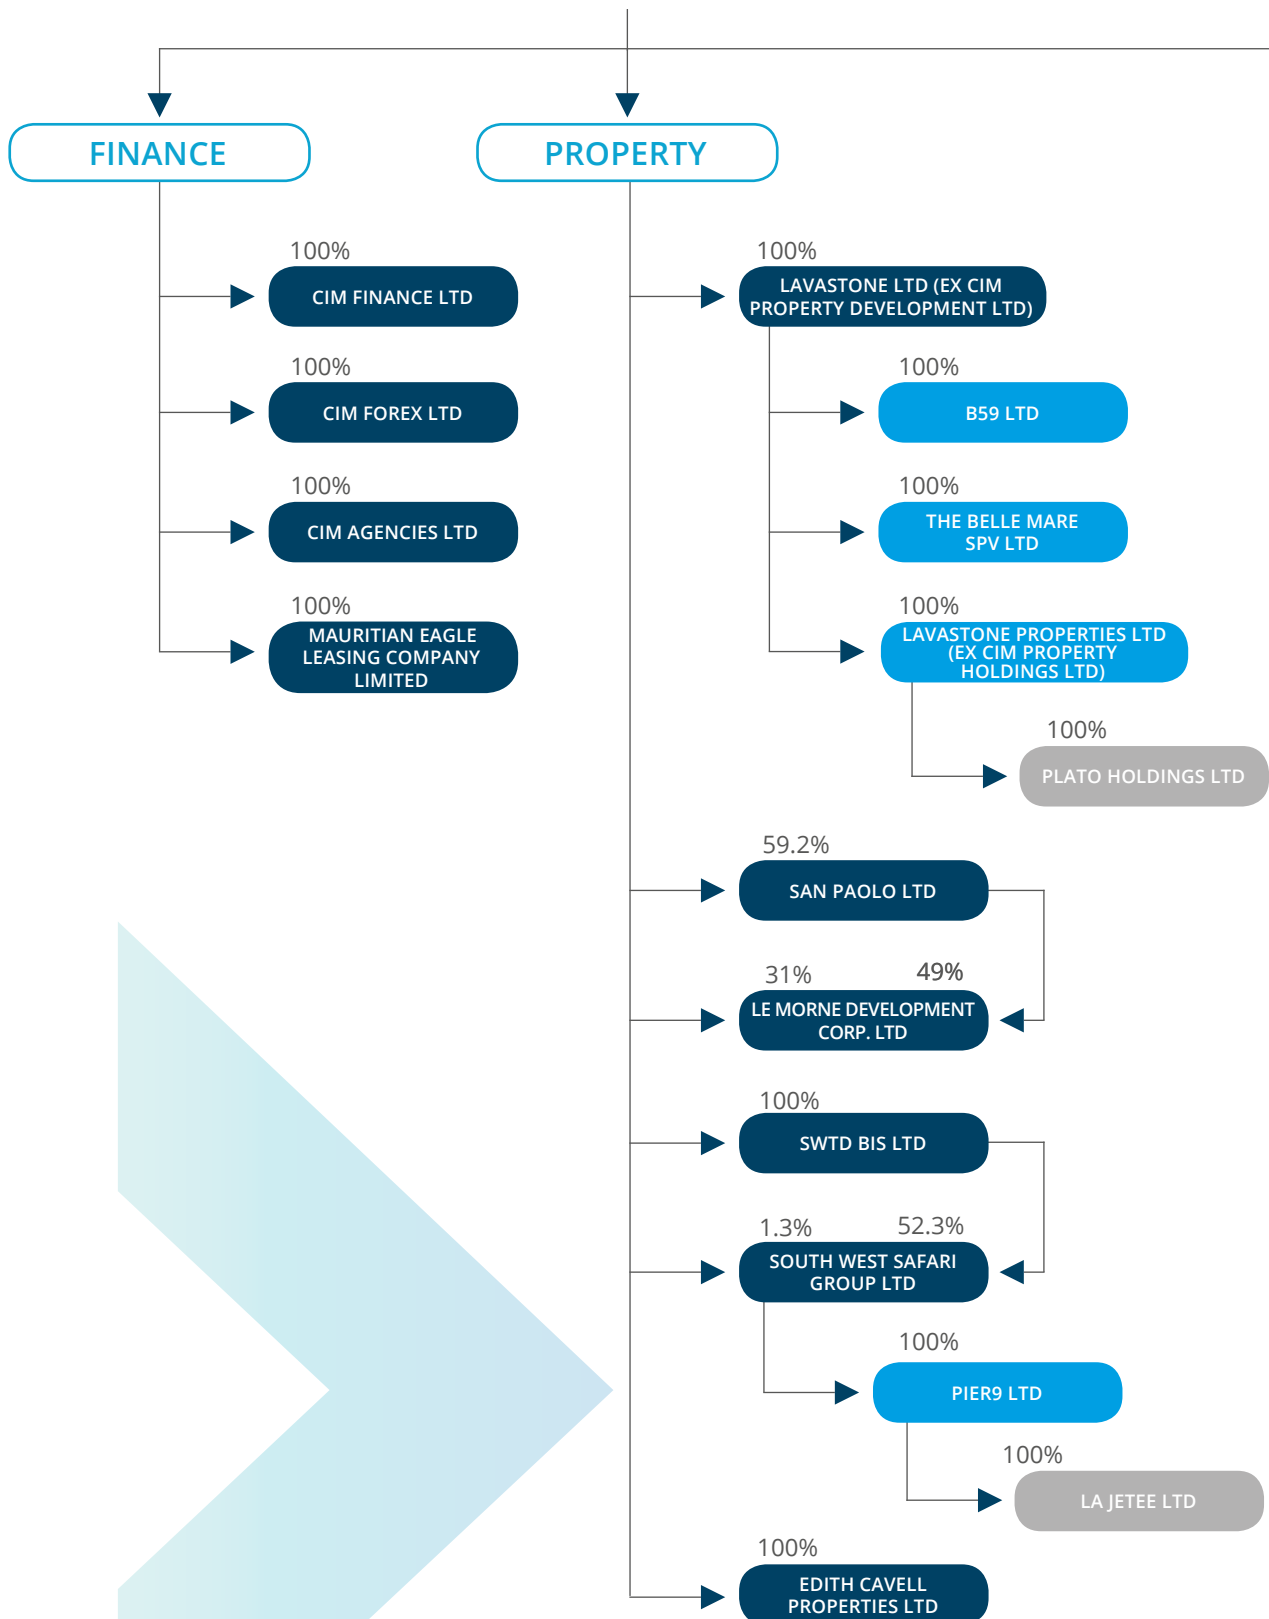 FINANCE
100%
CIM FINANCE LTD
100%
CIM FOREX LTD
100%
CIM AGENCIES LTD
100%
MAURITIAN EAGLE
LEASING COMPANY
LIMITED
PROPERTY
100%
LAVASTONE LTD (EX CIM
PROPERTY DEVELOPMENT LTD)
100%
B59 LTD
100%
THE BELLE MARE
SPV LTD
100%
LAVASTONE PROPERTIES LTD
(EX CIM PROPERTY
HOLDINGS LTD)
100%
PLATO HOLDINGS LTD
59.2%
SAN PAOLO LTD
31% 49%
LE MORNE DEVELOPMENT
CORP. LTD
100%
SWTD BIS LTD
1.3% 52.3%
SOUTH WEST SAFARI
GROUP LTD
100%
PIER9 LTD
100%
LA JETEE LTD
100%
EDITH CAVELL
PROPERTIES LTD